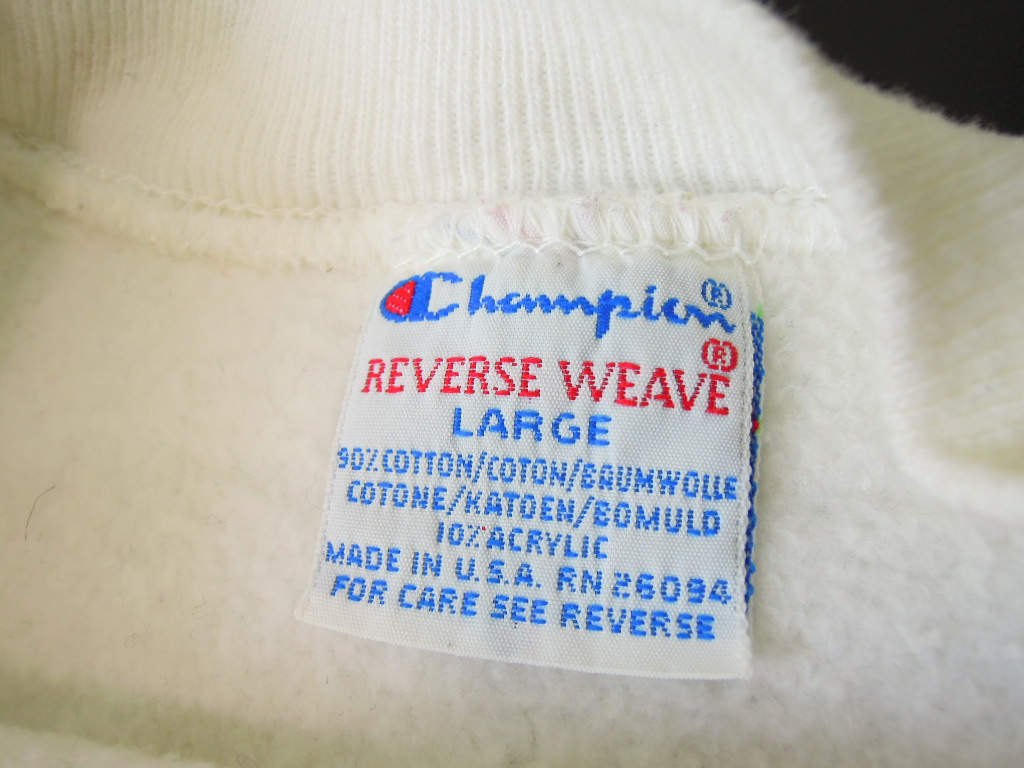 Champion®
REVERSE WEAVE®
LARGE
90% COTTON/COTON/BAUMWOLLE
COTONE/KATOEN/BOMULD
10% ACRYLIC
MADE IN U.S.A. RN 26094
FOR CARE SEE REVERSE